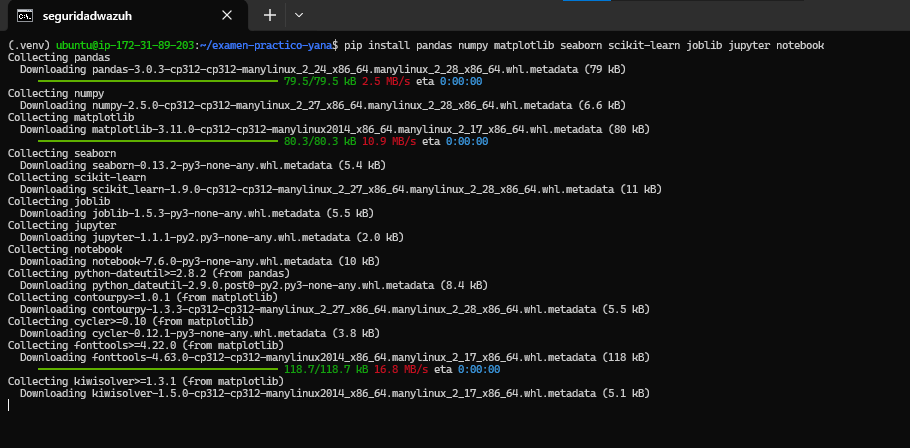 seguridadwazuh
(.venv) ubuntu@ip-172-31-89-203:~/examen-practico-yana$ pip install pandas numpy matplotlib seaborn scikit-learn joblib jupyter notebook
Collecting pandas
  Downloading pandas-3.0.3-cp312-cp312-manylinux_2_24_x86_64.manylinux_2_28_x86_64.whl.metadata (79 kB)
79.5/79.5 kB 2.5 MB/s eta 0:00:00
Collecting numpy
  Downloading numpy-2.5.0-cp312-cp312-manylinux_2_27_x86_64.manylinux_2_28_x86_64.whl.metadata (6.6 kB)
Collecting matplotlib
  Downloading matplotlib-3.11.0-cp312-cp312-manylinux2014_x86_64.manylinux_2_17_x86_64.whl.metadata (80 kB)
80.3/80.3 kB 10.9 MB/s eta 0:00:00
Collecting seaborn
  Downloading seaborn-0.13.2-py3-none-any.whl.metadata (5.4 kB)
Collecting scikit-learn
  Downloading scikit_learn-1.9.0-cp312-cp312-manylinux_2_27_x86_64.manylinux_2_28_x86_64.whl.metadata (11 kB)
Collecting joblib
  Downloading joblib-1.5.3-py3-none-any.whl.metadata (5.5 kB)
Collecting jupyter
  Downloading jupyter-1.1.1-py2.py3-none-any.whl.metadata (2.0 kB)
Collecting notebook
  Downloading notebook-7.6.0-py3-none-any.whl.metadata (10 kB)
Collecting python-dateutil>=2.8.2 (from pandas)
  Downloading python_dateutil-2.9.0.post0-py2.py3-none-any.whl.metadata (8.4 kB)
Collecting contourpy>=1.0.1 (from matplotlib)
  Downloading contourpy-1.3.3-cp312-cp312-manylinux_2_27_x86_64.manylinux_2_28_x86_64.whl.metadata (5.5 kB)
Collecting cycler>=0.10 (from matplotlib)
  Downloading cycler-0.12.1-py3-none-any.whl.metadata (3.8 kB)
Collecting fonttools>=4.22.0 (from matplotlib)
  Downloading fonttools-4.63.0-cp312-cp312-manylinux2014_x86_64.manylinux_2_17_x86_64.whl.metadata (118 kB)
118.7/118.7 kB 16.8 MB/s eta 0:00:00
Collecting kiwisolver>=1.3.1 (from matplotlib)
  Downloading kiwisolver-1.5.0-cp312-cp312-manylinux2014_x86_64.manylinux_2_17_x86_64.whl.metadata (5.1 kB)